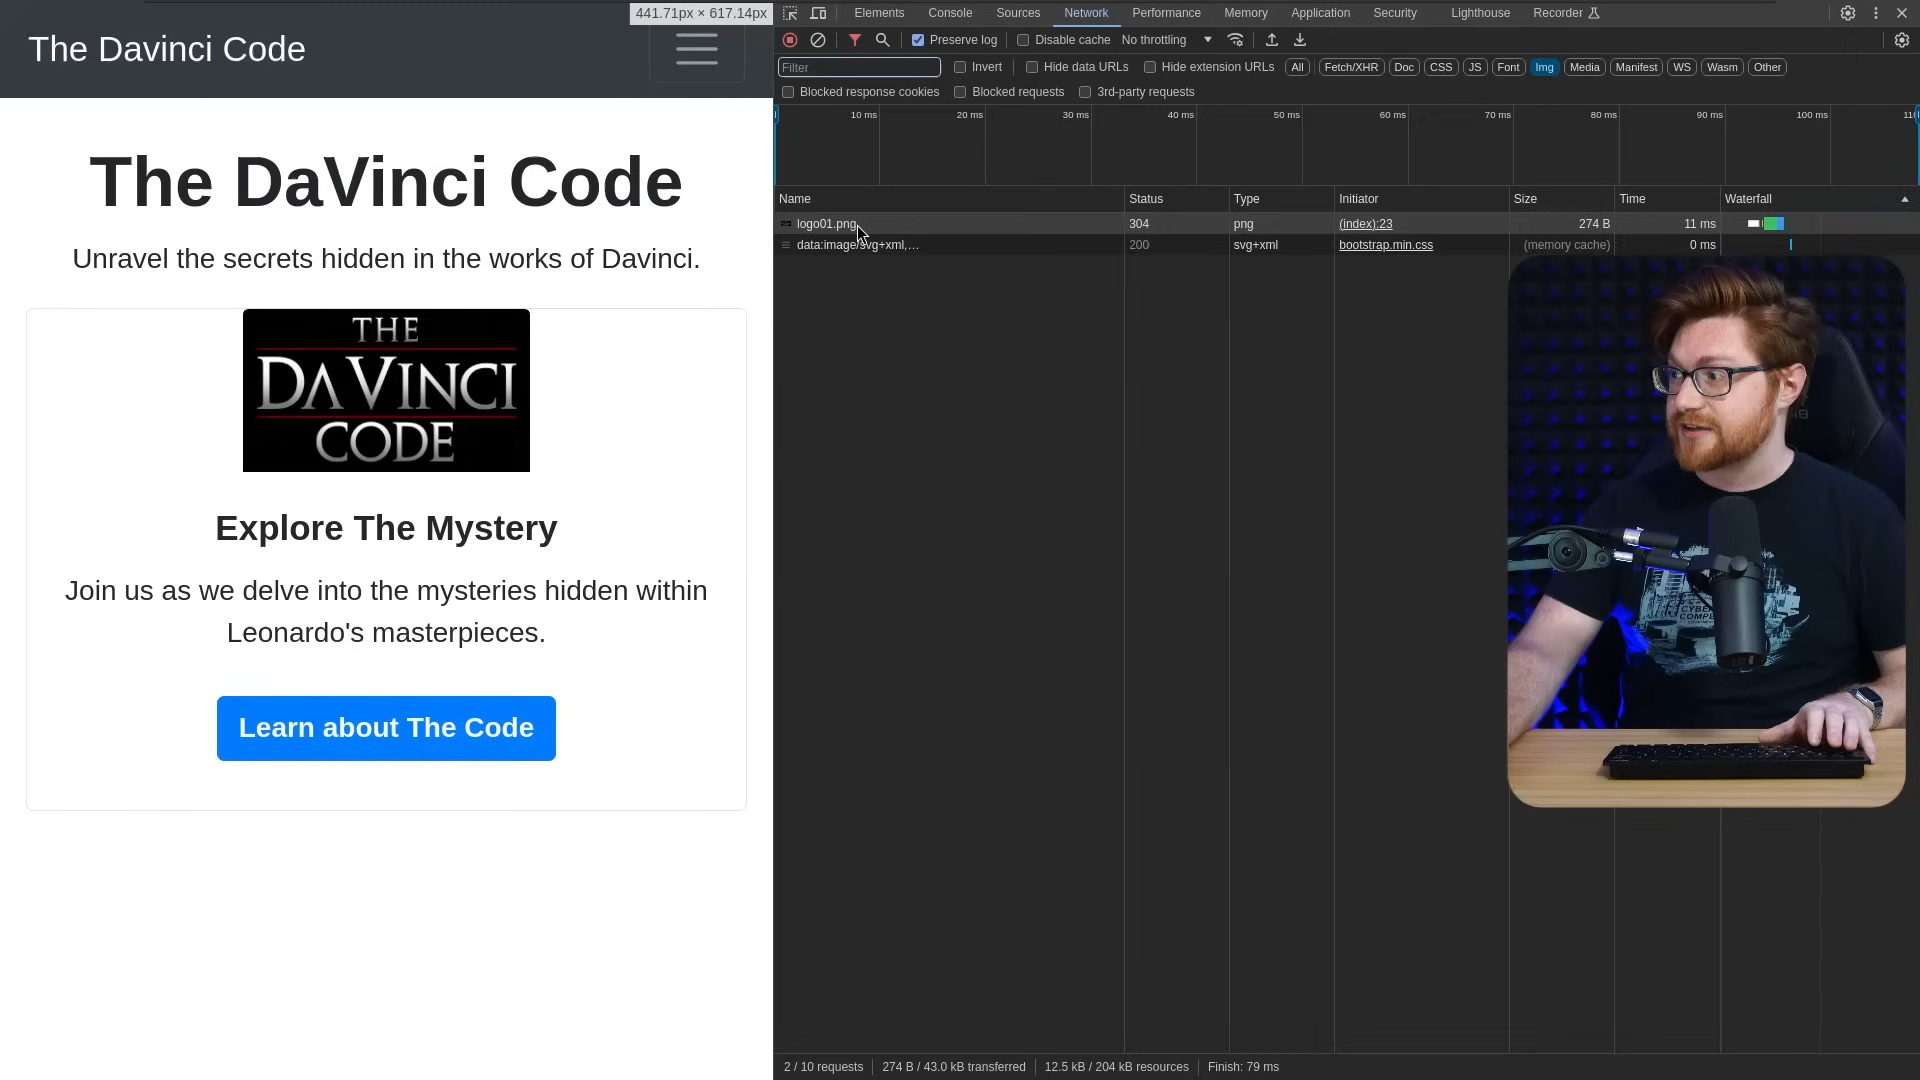 441.71px × 617.14px
The Davinci Code
The DaVinci Code
Unravel the secrets hidden in the works of Davinci.
THE
DAVINCI
CODE
Explore The Mystery
Join us as we delve into the mysteries hidden within
Leonardo's masterpieces.
Learn about The Code
Elements Console Sources Network Performance Memory Application Security Lighthouse Recorder
Preserve log Disable cache No throttling
Filter Invert Hide data URLs Hide extension URLs All Fetch/XHR Doc CSS JS Font Img Media Manifest WS Wasm Other
Blocked response cookies Blocked requests 3rd-party requests
10 ms 20 ms 30 ms 40 ms 50 ms 60 ms 70 ms 80 ms 90 ms 100 ms
Name Status Type Initiator Size Time Waterfall
logo01.png 304 png (index):23 274 B 11 ms
data:image/svg+xml,… 200 svg+xml bootstrap.min.css (memory cache) 0 ms
2 / 10 requests 274 B / 43.0 kB transferred 12.5 kB / 204 kB resources Finish: 79 ms